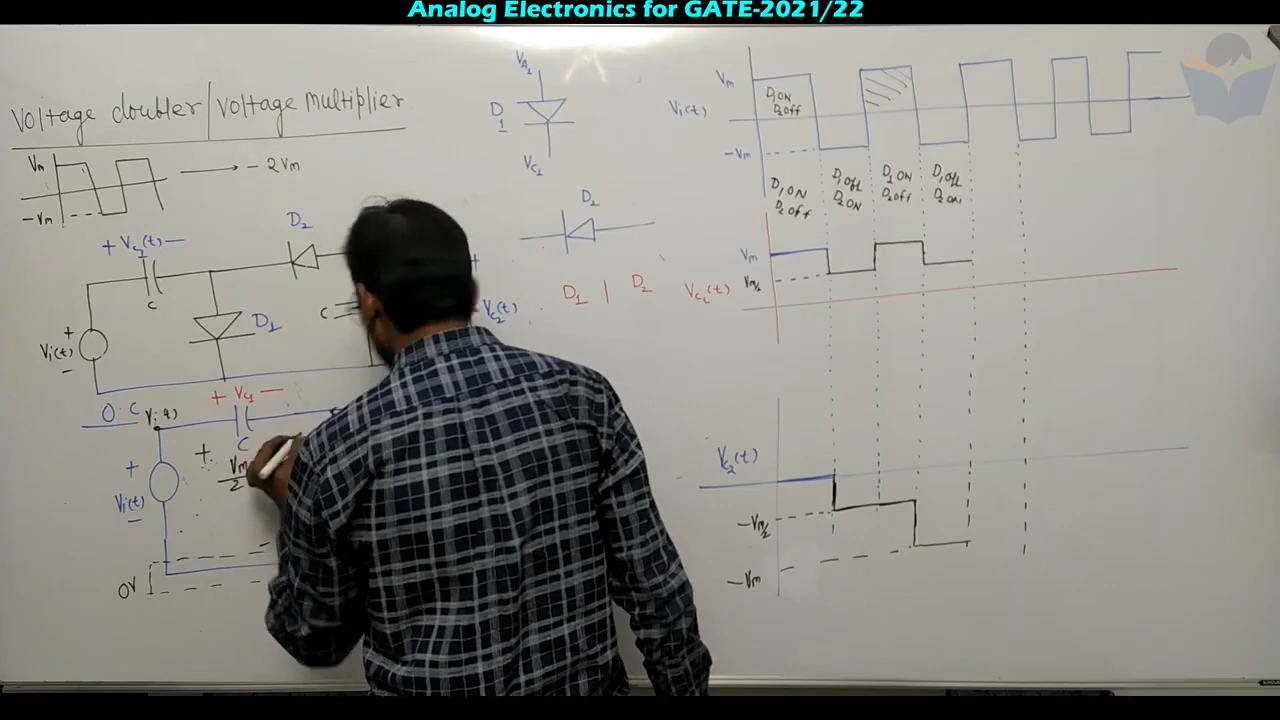 Analog Electronics for GATE-2021/22
Voltage doubler/Voltage multiplier
Vm
-Vm
- 2Vm
+ Vc1(t) -
C
D2
D1
C
+
Vc2(t)
+
Vi(t)
-
O.C
Vi(t)
+ Vc1 -
C
+
Vi(t)
-
+
Vm
2
0V
VA1
D1
Vc1
D2
D1 | D2
Vi(t)
Vm
-Vm
D1 ON
D2 off
D1 ON
D2 off
D1 off
D2 ON
D1 ON
D2 off
D1 off
D2 ON
Vc1(t)
Vm
Vm/2
Vc2(t)
-Vm/2
-Vm